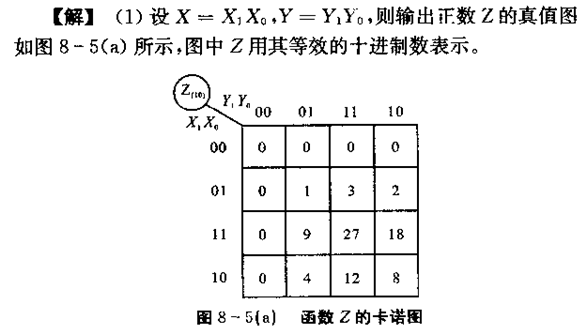 【解】 (1) 设 X = X₁X₀,Y = Y₁Y₀,则输出正数 Z 的真值图
如图 8-5(a) 所示,图中 Z 用其等效的十进制数表示。
Z₍₁₀₎ Y₁Y₀ 00 01 11 10
X₁X₀
00 0 0 0 0
01 0 1 3 2
11 0 9 27 18
10 0 4 12 8
图 8-5(a) 函数 Z 的卡诺图